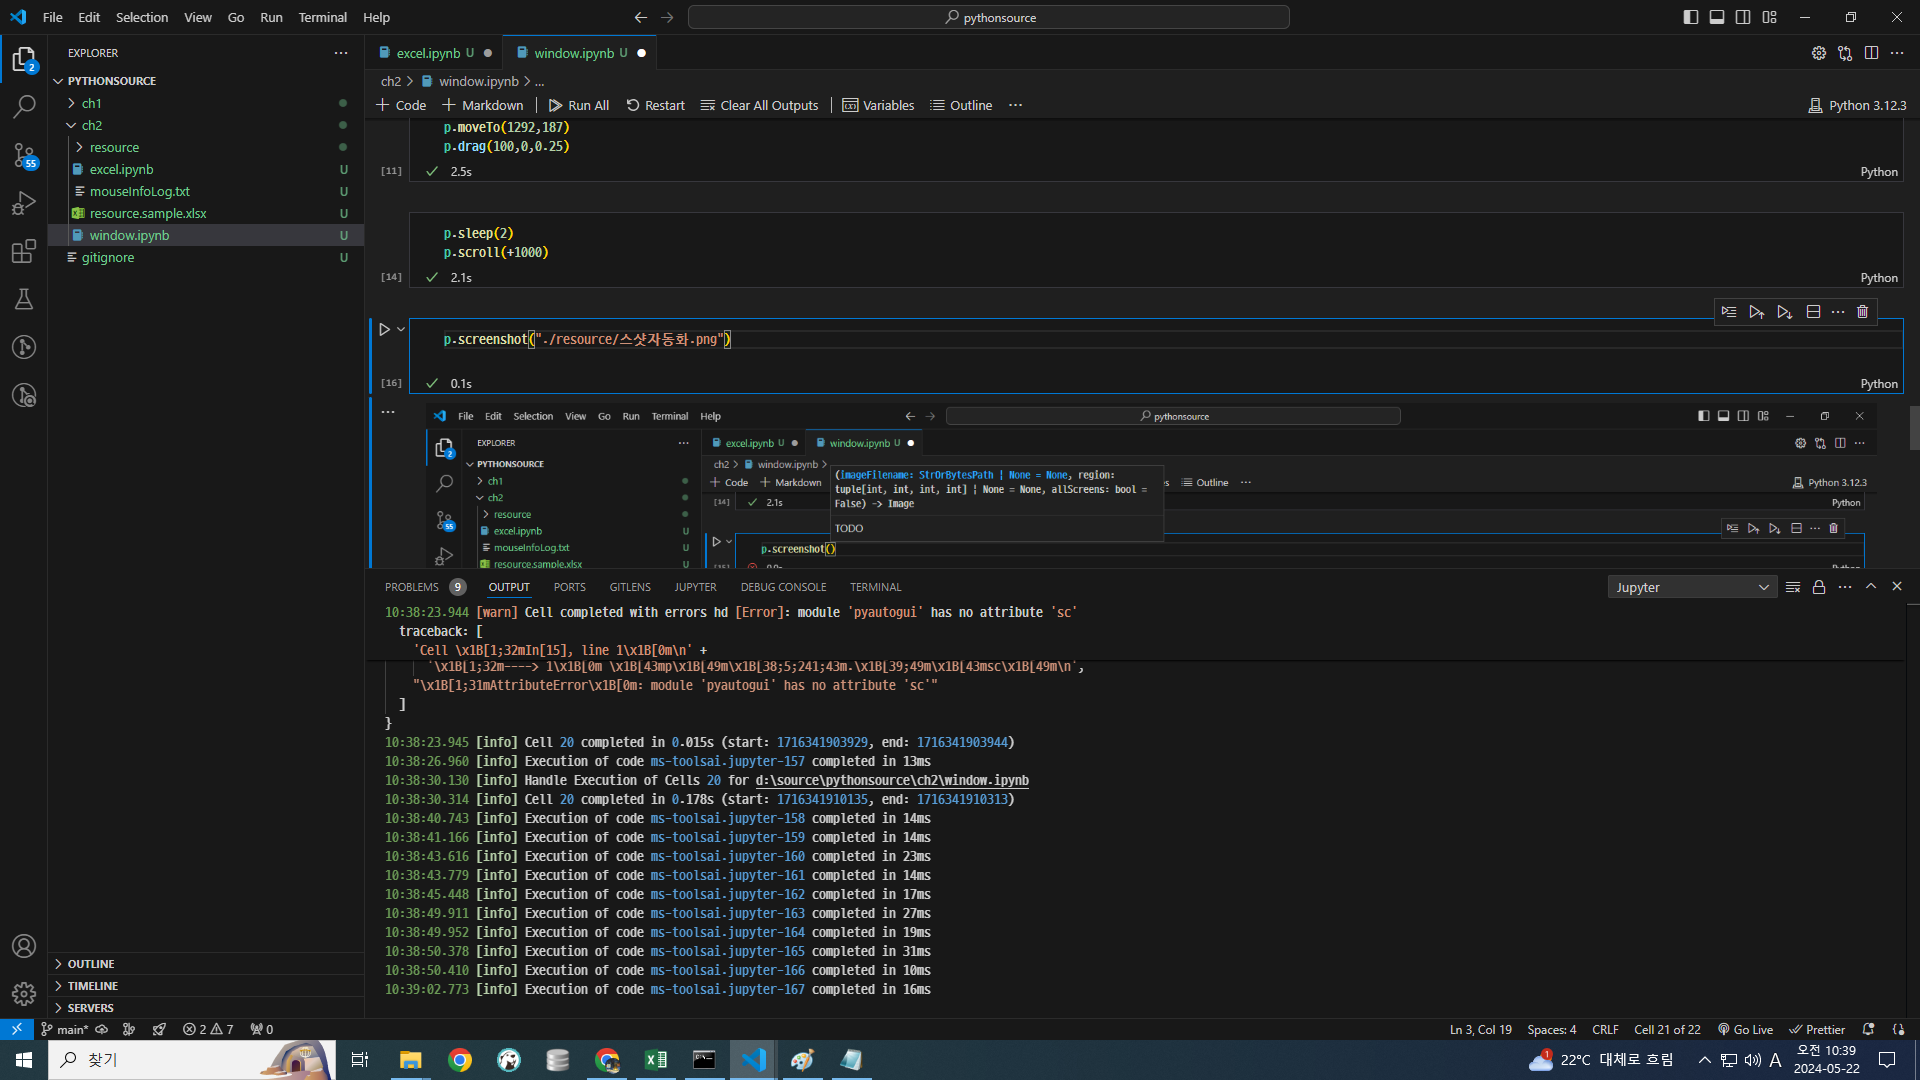 File Edit Selection View Go Run Terminal Help
pythonsource
EXPLORER
PYTHONSOURCE
ch1
ch2
resource
excel.ipynb U
mouseInfoLog.txt U
resource.sample.xlsx U
window.ipynb U
gitignore U
2
55
OUTLINE
TIMELINE
SERVERS
excel.ipynb U
window.ipynb U
ch2 > window.ipynb > ...
Code Markdown Run All Restart Clear All Outputs Variables Outline ...
Python 3.12.3
p.moveTo(1292,187)
p.drag(100,0,0.25)
[11] 2.5s Python
p.sleep(2)
p.scroll(+1000)
[14] 2.1s Python
p.screenshot("./resource/스샷자동화.png")
[16] 0.1s Python
File Edit Selection View Go Run Terminal Help
pythonsource
EXPLORER
PYTHONSOURCE
ch1
ch2
resource
excel.ipynb U
mouseInfoLog.txt U
resource.sample.xlsx U
2
55
excel.ipynb U
window.ipynb U
ch2 > window.ipynb >
Code Markdown
Outline ...
Python 3.12.3
(imageFilename: StrOrBytesPath | None = None, region:
tuple[int, int, int, int] | None = None, allScreens: bool =
False) -> Image
TODO
[14] 2.1s Python
p.screenshot()
PROBLEMS 9 OUTPUT PORTS GITLENS JUPYTER DEBUG CONSOLE TERMINAL
Jupyter
10:38:23.944 [warn] Cell completed with errors hd [Error]: module 'pyautogui' has no attribute 'sc'
traceback: [
'Cell \x1B[1;32mIn[15], line 1\x1B[0m\n' +
'\x1B[1;32m----> 1\x1B[0m \x1B[43mp\x1B[49m\x1B[38;5;241;43m.\x1B[39;49m\x1B[43msc\x1B[49m\n',
"\x1B[1;31mAttributeError\x1B[0m: module 'pyautogui' has no attribute 'sc'"
]
}
10:38:23.945 [info] Cell 20 completed in 0.015s (start: 1716341903929, end: 1716341903944)
10:38:26.960 [info] Execution of code ms-toolsai.jupyter-157 completed in 13ms
10:38:30.130 [info] Handle Execution of Cells 20 for d:\source\pythonsource\ch2\window.ipynb
10:38:30.314 [info] Cell 20 completed in 0.178s (start: 1716341910135, end: 1716341910313)
10:38:40.743 [info] Execution of code ms-toolsai.jupyter-158 completed in 14ms
10:38:41.166 [info] Execution of code ms-toolsai.jupyter-159 completed in 14ms
10:38:43.616 [info] Execution of code ms-toolsai.jupyter-160 completed in 23ms
10:38:43.779 [info] Execution of code ms-toolsai.jupyter-161 completed in 14ms
10:38:45.448 [info] Execution of code ms-toolsai.jupyter-162 completed in 17ms
10:38:49.911 [info] Execution of code ms-toolsai.jupyter-163 completed in 27ms
10:38:49.952 [info] Execution of code ms-toolsai.jupyter-164 completed in 19ms
10:38:50.378 [info] Execution of code ms-toolsai.jupyter-165 completed in 31ms
10:38:50.410 [info] Execution of code ms-toolsai.jupyter-166 completed in 10ms
10:39:02.773 [info] Execution of code ms-toolsai.jupyter-167 completed in 16ms
main* 2 7 0
Ln 3, Col 19 Spaces: 4 CRLF Cell 21 of 22 Go Live Prettier
찾기
1 22°C 대체로 흐림 A
오전 10:39
2024-05-22